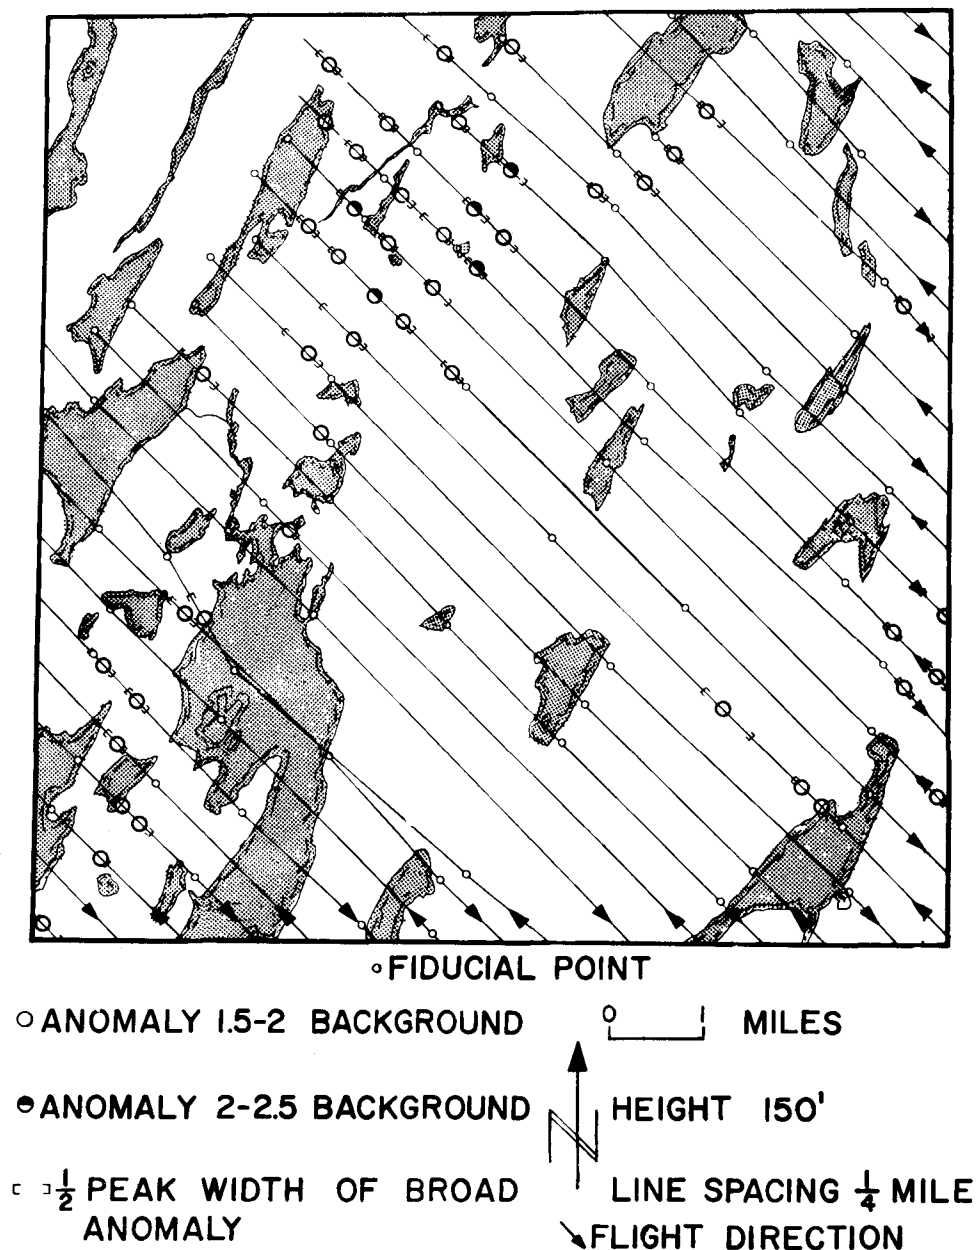 FIDUCIAL POINT
ANOMALY 1.5-2 BACKGROUND
0 1 MILES
ANOMALY 2-2.5 BACKGROUND
HEIGHT 150'
N
1/2 PEAK WIDTH OF BROAD
ANOMALY
LINE SPACING 1/4 MILE
FLIGHT DIRECTION